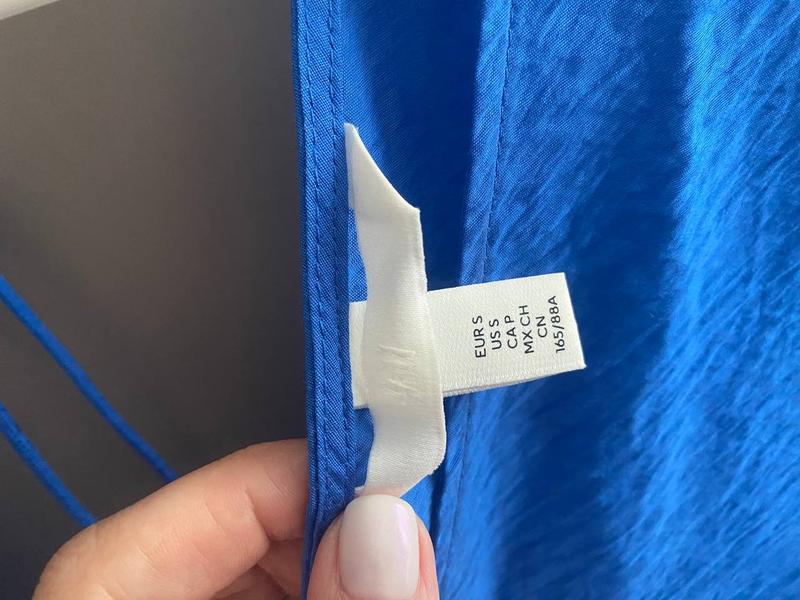 H&M
EUR S
US S
CA P
MX CH
CN
165/88A